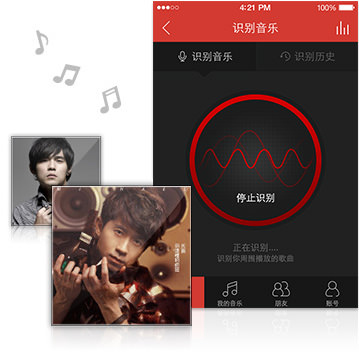 4:21 PM 100%
识别音乐
识别音乐 识别历史
停止识别
正在识别....
识别你周围播放的歌曲
我的音乐 朋友 账号